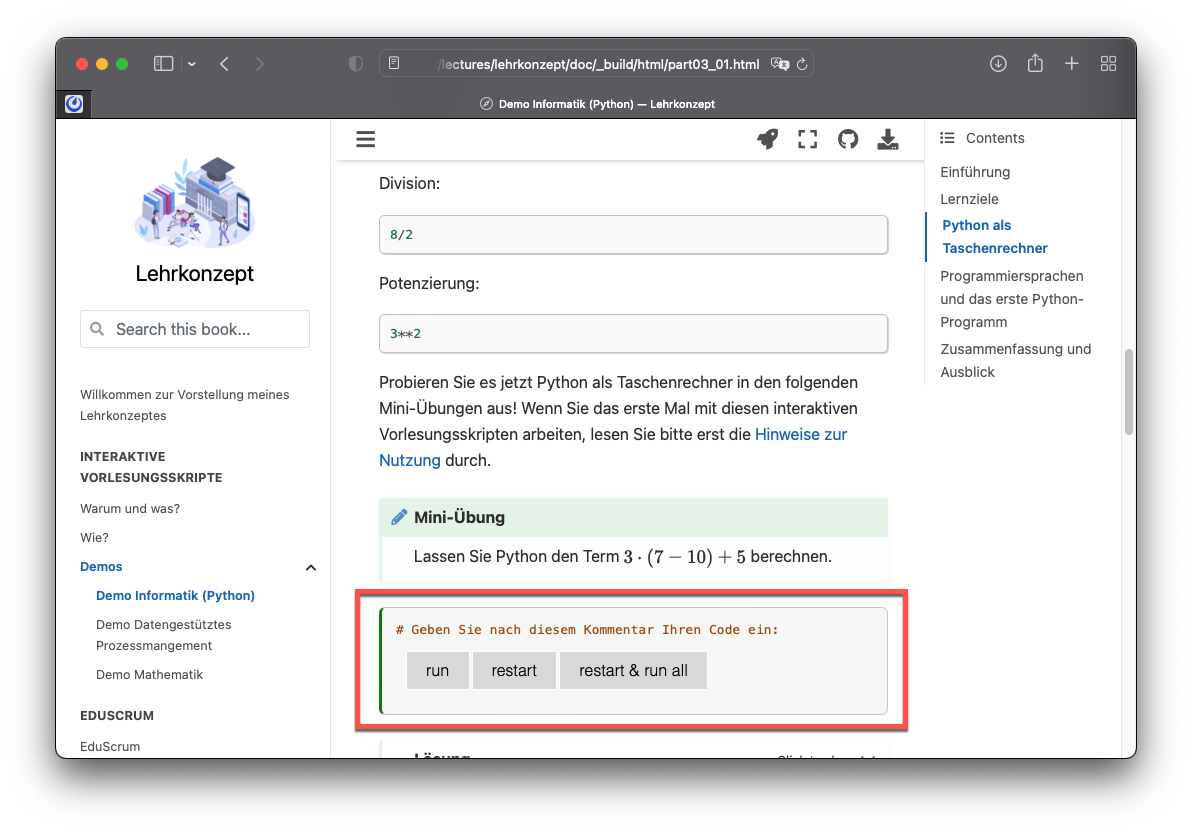 /lectures/lehrkonzept/doc/_build/html/part03_01.html
Demo Informatik (Python) — Lehrkonzept
Lehrkonzept
Search this book...
Willkommen zur Vorstellung meines
Lehrkonzeptes
INTERAKTIVE
VORLESUNGSSKRIPTE
Warum und was?
Wie?
Demos
Demo Informatik (Python)
Demo Datengestütztes
Prozessmangement
Demo Mathematik
EDUSCRUM
EduScrum
Division:
8/2
Potenzierung:
3**2
Probieren Sie es jetzt Python als Taschenrechner in den folgenden
Mini-Übungen aus! Wenn Sie das erste Mal mit diesen interaktiven
Vorlesungsskripten arbeiten, lesen Sie bitte erst die Hinweise zur
Nutzung durch.
Mini-Übung
Lassen Sie Python den Term 3 · (7 − 10) + 5 berechnen.
# Geben Sie nach diesem Kommentar Ihren Code ein:
run restart restart & run all
Lösung
Contents
Einführung
Lernziele
Python als
Taschenrechner
Programmiersprachen
und das erste Python-
Programm
Zusammenfassung und
Ausblick